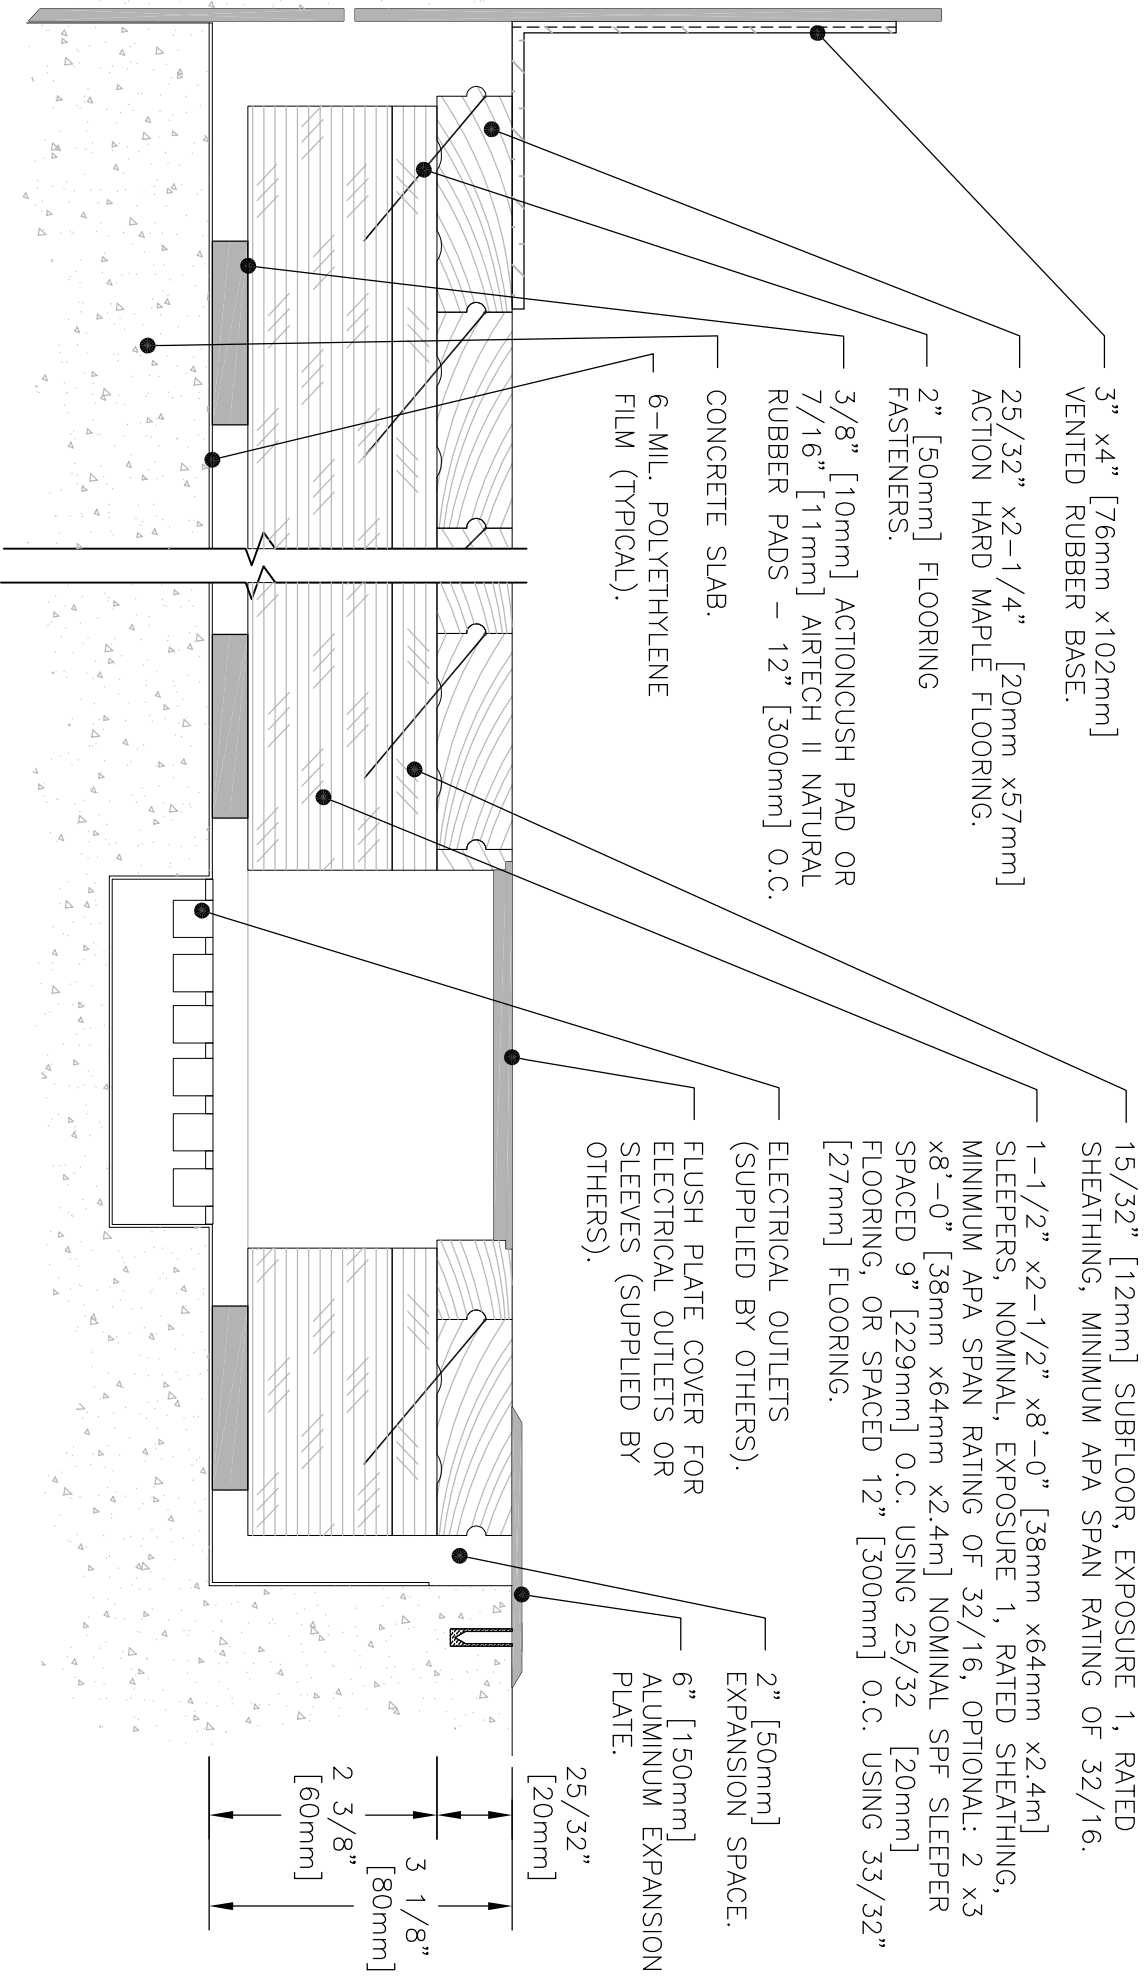 3" x4" [76mm x102mm]
VENTED RUBBER BASE.
25/32" x2-1/4" [20mm x57mm]
ACTION HARD MAPLE FLOORING.
2" [50mm] FLOORING
FASTENERS.
3/8" [10mm] ACTIONCUSH PAD OR
7/16" [11mm] AIRTECH II NATURAL
RUBBER PADS - 12" [300mm] O.C.
CONCRETE SLAB.
6-MIL. POLYETHYLENE
FILM (TYPICAL).
15/32" [12mm] SUBFLOOR, EXPOSURE 1, RATED
SHEATHING, MINIMUM APA SPAN RATING OF 32/16.
1-1/2" x2-1/2" x8'-0" [38mm x64mm x2.4m]
SLEEPERS, NOMINAL, EXPOSURE 1, RATED SHEATHING,
MINIMUM APA SPAN RATING OF 32/16, OPTIONAL: 2 x3
x8'-0" [38mm x64mm x2.4m] NOMINAL SPF SLEEPER
SPACED 9" [229mm] O.C. USING 25/32 [20mm]
FLOORING, OR SPACED 12" [300mm] O.C. USING 33/32"
[27mm] FLOORING.
ELECTRICAL OUTLETS
(SUPPLIED BY OTHERS).
FLUSH PLATE COVER FOR
ELECTRICAL OUTLETS OR
SLEEVES (SUPPLIED BY
OTHERS).
2" [50mm]
EXPANSION SPACE.
6" [150mm]
ALUMINUM EXPANSION
PLATE.
25/32"
[20mm]
3 1/8"
[80mm]
2 3/8"
[60mm]